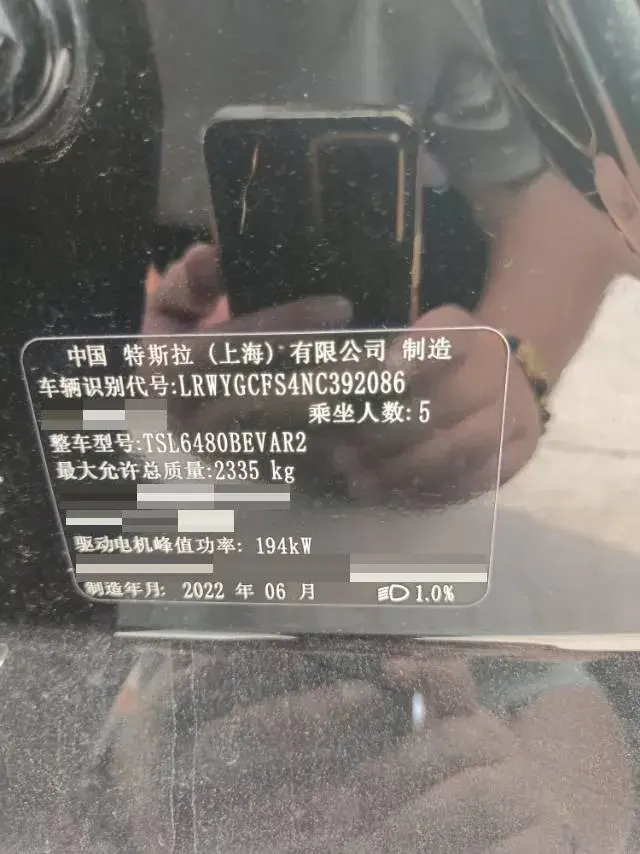 中国 特斯拉（上海）有限公司 制造
车辆识别代号:LRWYGCFS4NC392086
乘坐人数:5
整车型号:TSL6480BEVAR2
最大允许总质量:2335 kg
驱动电机峰值功率: 194kW
制造年月: 2022 年 06 月 1.0%